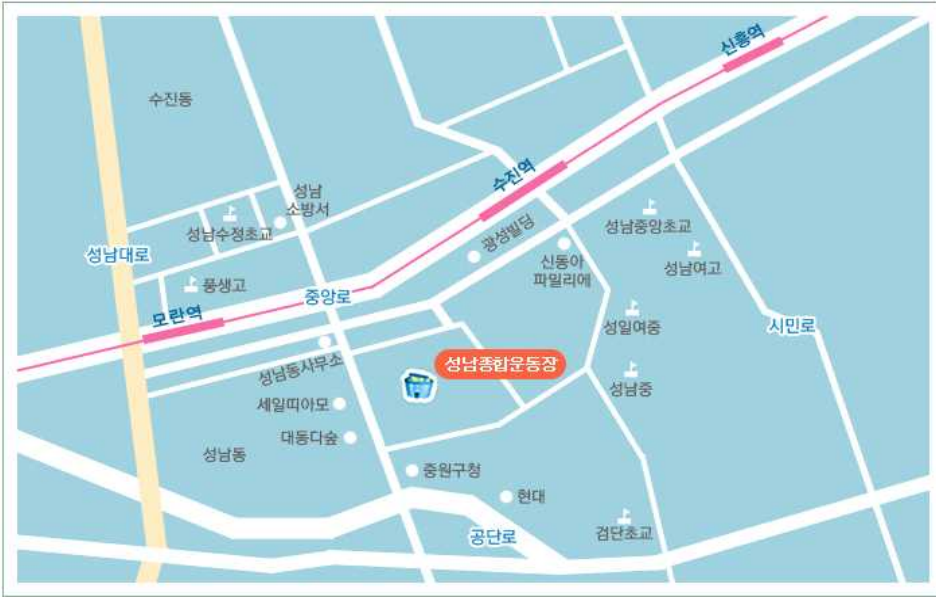 신흥역
수진동
수진역
성남
소방서
성남수정초교
광성빌딩
성남중앙초교
성남대로
신동아
파밀리에
성남여고
풍생고
중앙로
모란역
성일여중
시민로
성남동사무소
성남종합운동장
성남중
세일띠아모
대동디숲
성남동
중원구청
현대
공단로
검단초교